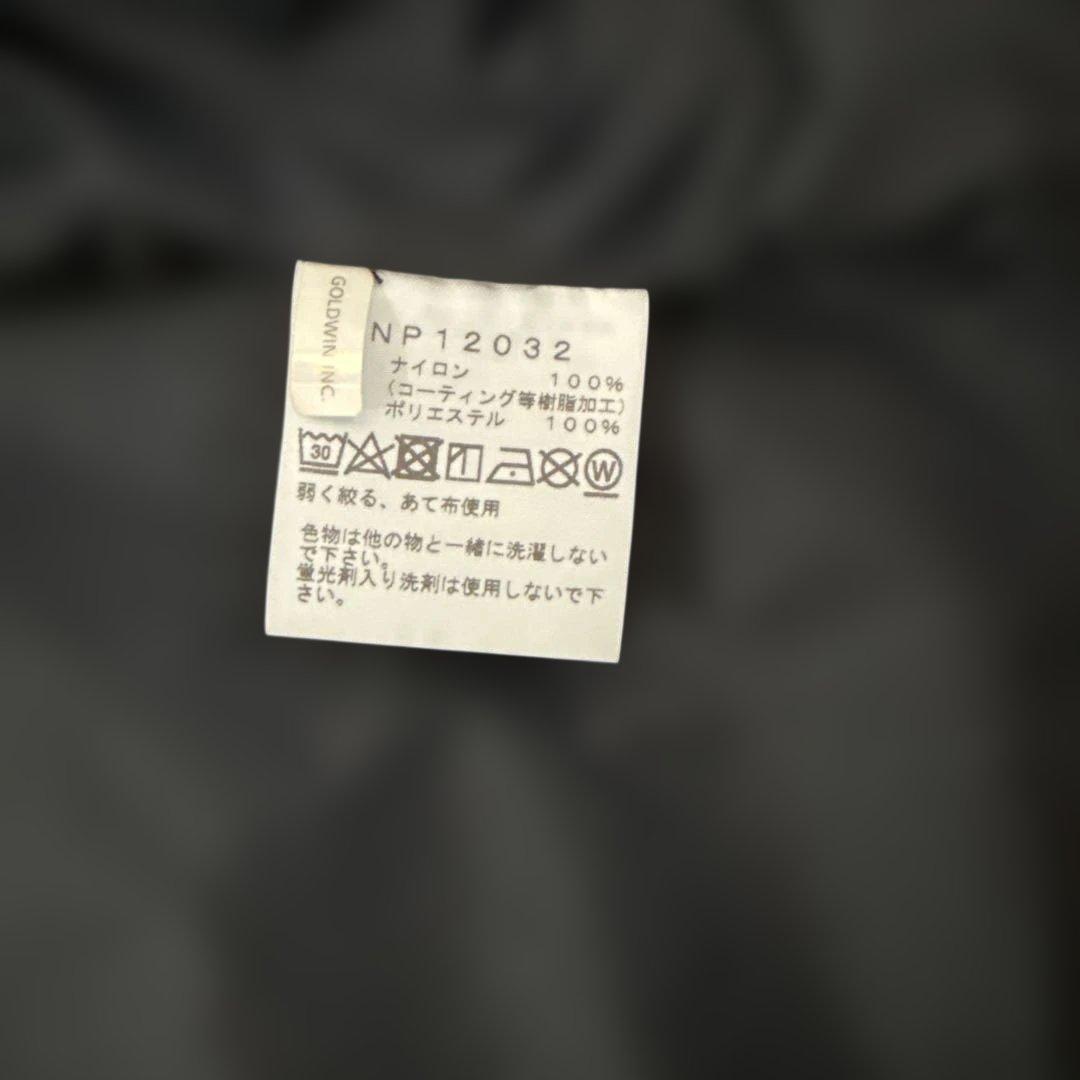 GOLDWIN INC.
NP12032
ナイロン 100%
(コーティング等樹脂加工)
ポリエステル 100%
30
W
弱く絞る、あて布使用
色物は他の物と一緒に洗濯しない
で下さい。
蛍光剤入り洗剤は使用しないで下
さい。